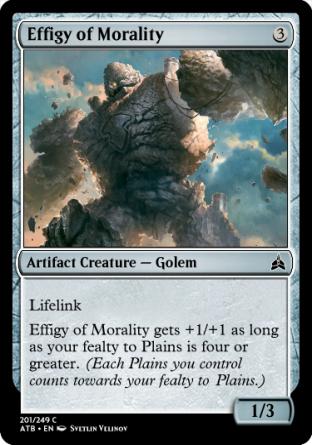 Effigy of Morality 3
Artifact Creature — Golem
Lifelink
Effigy of Morality gets +1/+1 as long
as your fealty to Plains is four or
greater. (Each Plains you control
counts towards your fealty to Plains.)
1/3
201/249 C
ATB • EN Svetlin Velinov